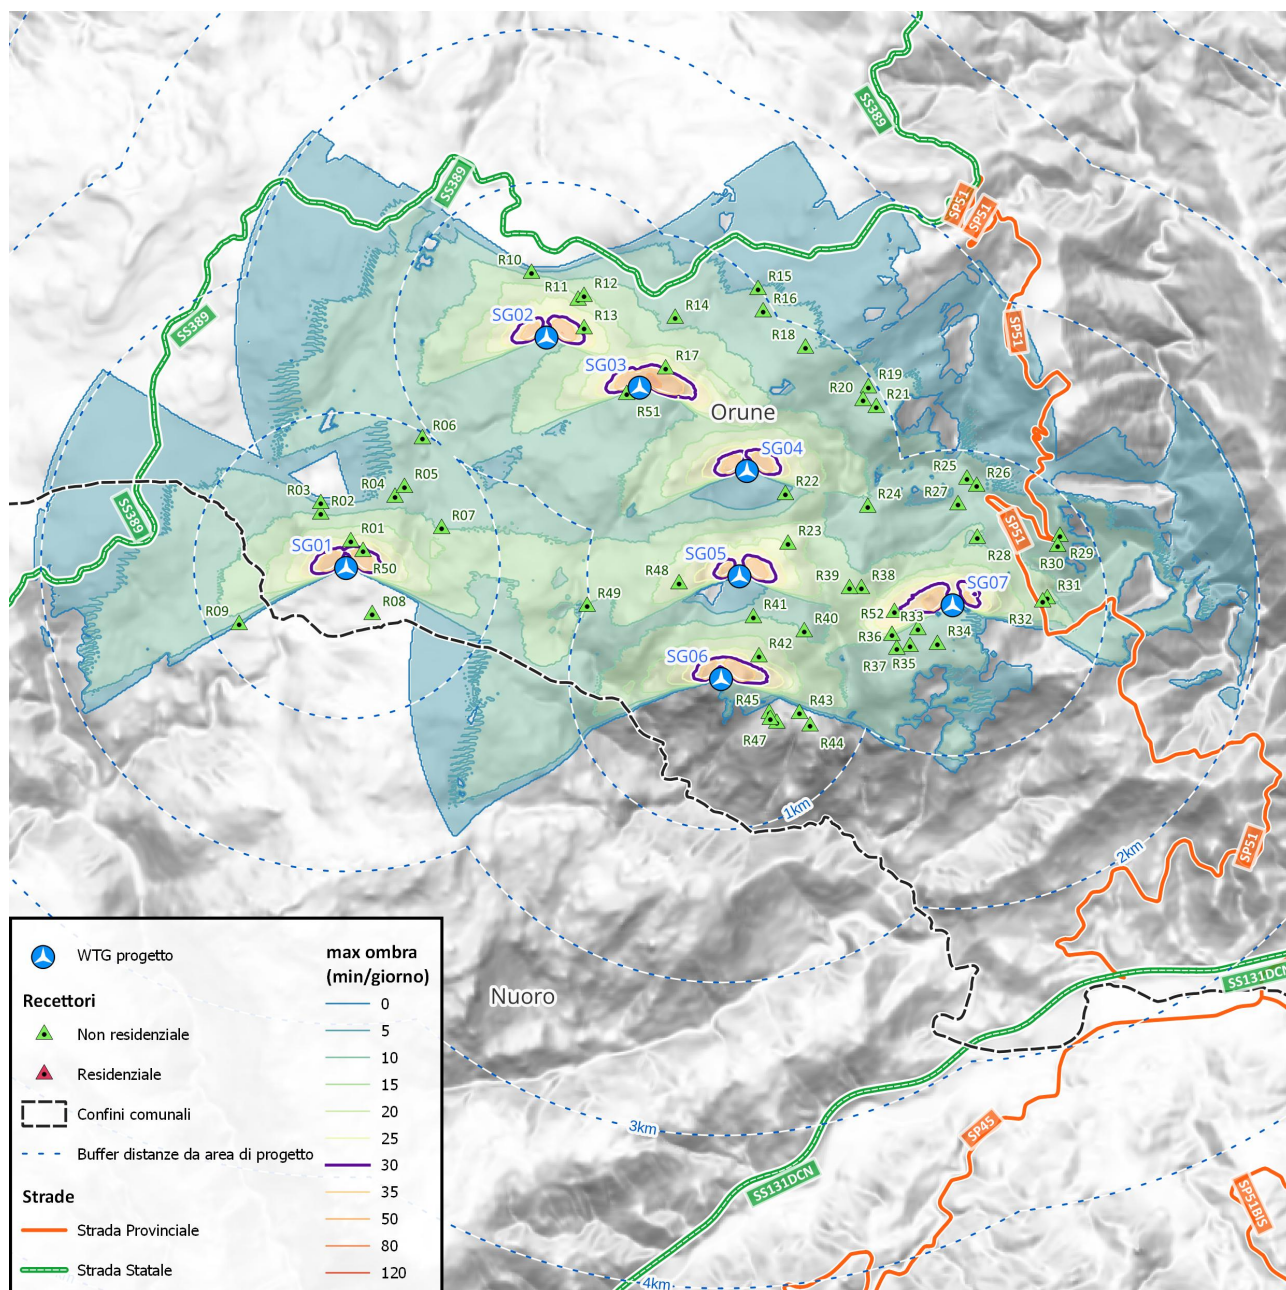 SS389
SS389
SS389
SS389
SP51
SP51
SP51
SP51
SP51
SS131DCN
SS131DCN
SP45
SP51BIS
R10
R11
R12
R13
R14
R15
R16
R17
R18
R19
R20
R21
R51
SG02
SG03
Orune
SG04
R22
R24
R25
R26
R27
R28
R29
R30
R31
R32
R06
R05
R04
R03
R02
R01
R07
SG01
R50
R08
R09
R23
SG05
R48
R49
R39
R38
SG07
R52
R33
R34
R36
R35
R37
R41
R40
R42
SG06
R45
R43
R47
R44
1km
2km
3km
4km
Nuoro
WTG progetto
Recettori
Non residenziale
Residenziale
Confini comunali
Buffer distanze da area di progetto
Strade
Strada Provinciale
Strada Statale
max ombra
(min/giorno)
0
5
10
15
20
25
30
35
50
80
120